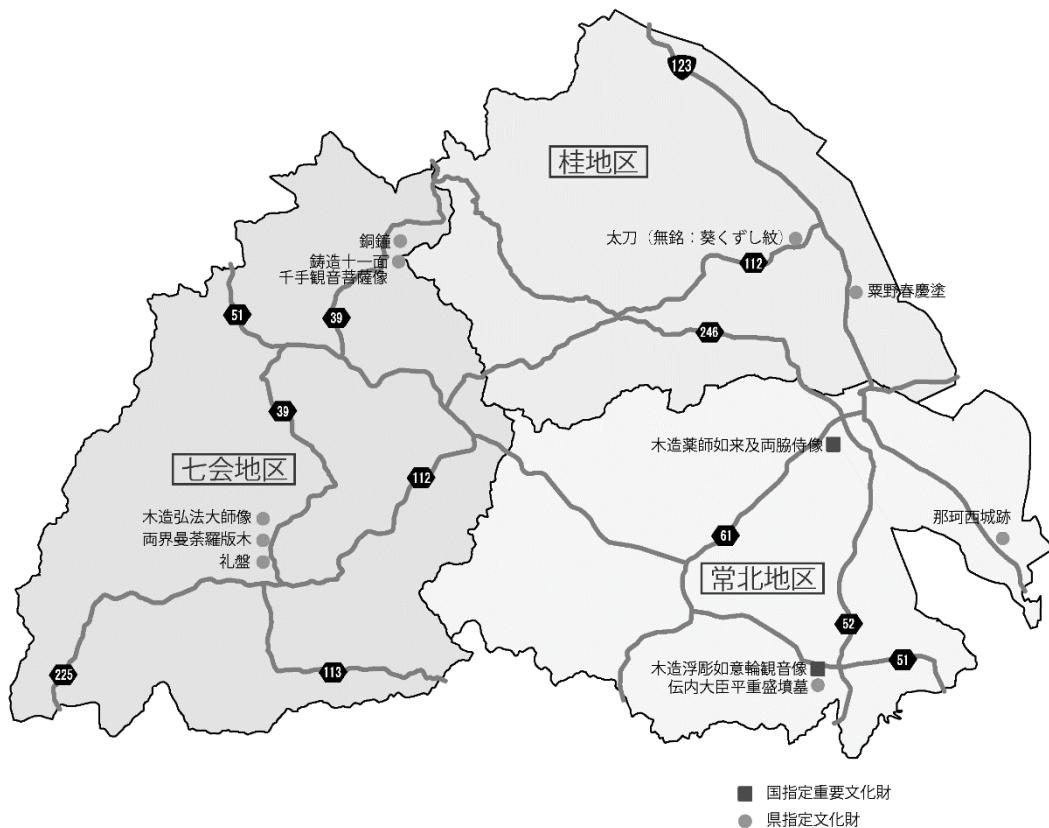 123
桂地区
銅鐘
太刀（無銘：葵くずし紋）
鋳造十一面
千手観音菩薩像
112
粟野春慶塗
51
39
246
39
木造薬師如来及両脇侍像
七会地区
112
木造弘法大師像
那珂西城跡
両界曼荼羅版木
61
礼盤
常北地区
52
225
113
木造浮彫如意輪観音像
51
伝内大臣平重盛墳墓
国指定重要文化財
県指定文化財